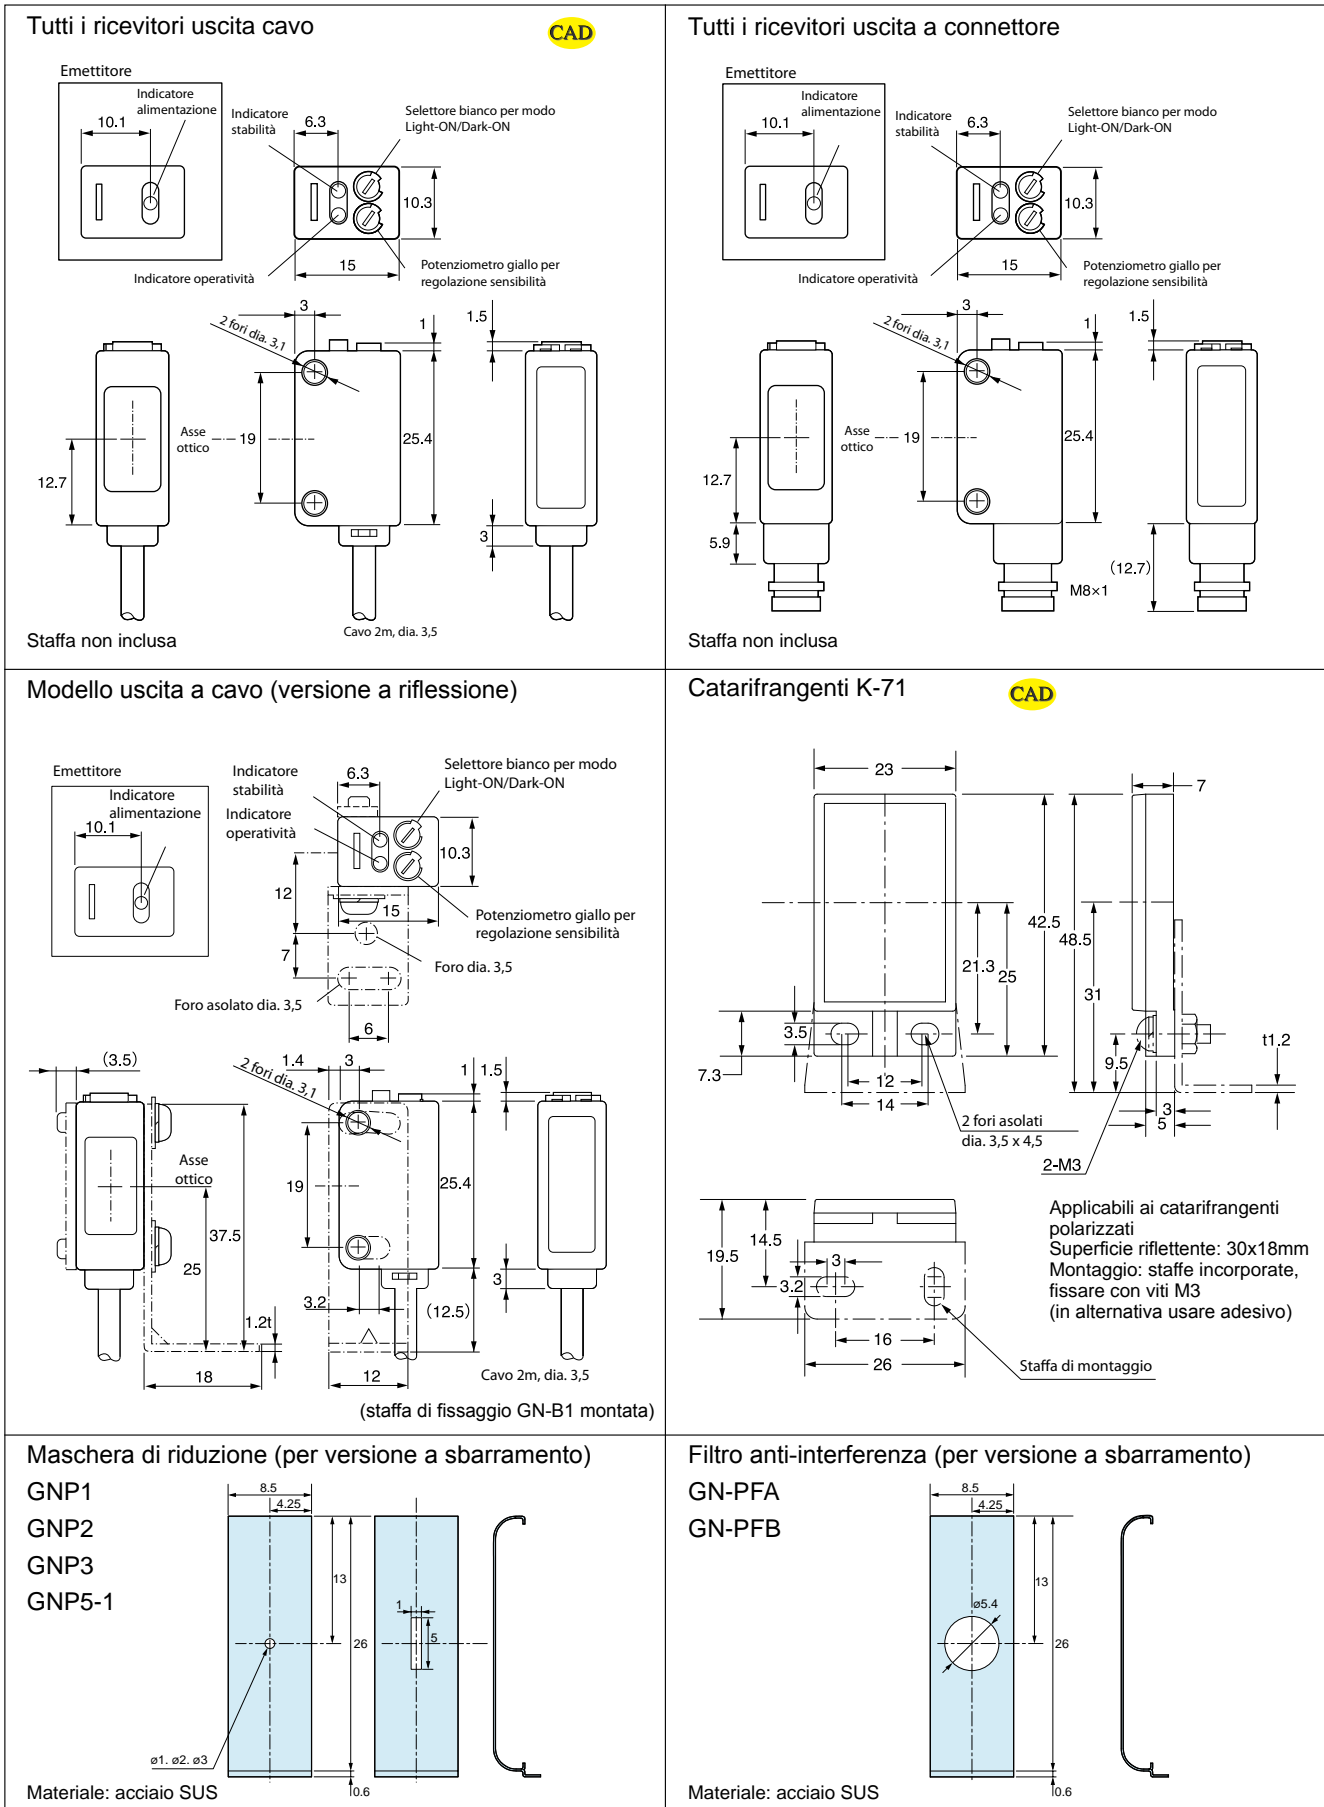 Tutti i ricevitori uscita cavo
CAD
Emettitore
Indicatore
alimentazione
10.1
Indicatore
stabilità
6.3
Selettore bianco per modo
Light-ON/Dark-ON
10.3
15
Indicatore operatività
Potenziometro giallo per
regolazione sensibilità
3
2 fori dia. 3,1
1
1.5
Asse
ottico
19
25.4
12.7
3
Cavo 2m, dia. 3,5
Staffa non inclusa
Tutti i ricevitori uscita a connettore
Emettitore
Indicatore
alimentazione
10.1
Indicatore
stabilità
6.3
Selettore bianco per modo
Light-ON/Dark-ON
10.3
15
Indicatore operatività
Potenziometro giallo per
regolazione sensibilità
3
2 fori dia. 3,1
1
1.5
Asse
ottico
19
25.4
12.7
5.9
(12.7)
M8×1
Staffa non inclusa
Modello uscita a cavo (versione a riflessione)
Emettitore
Indicatore
alimentazione
10.1
Indicatore
stabilità
Indicatore
operatività
6.3
Selettore bianco per modo
Light-ON/Dark-ON
10.3
12
15
Potenziometro giallo per
regolazione sensibilità
7
Foro dia. 3,5
Foro asolato dia. 3,5
6
(3.5)
1.4
3
2 fori dia. 3,1
1
1.5
Asse
ottico
19
25.4
37.5
25
3
3.2
(12.5)
1.2t
18
12
Cavo 2m, dia. 3,5
(staffa di fissaggio GN-B1 montata)
Catarifrangenti K-71
CAD
23
7
42.5
48.5
21.3
25
31
3.5
7.3
9.5
t1.2
12
14
3
5
2 fori asolati
dia. 3,5 x 4,5
2-M3
19.5
14.5
3
3.2
16
26
Staffa di montaggio
Applicabili ai catarifrangenti
polarizzati
Superficie riflettente: 30x18mm
Montaggio: staffe incorporate,
fissare con viti M3
(in alternativa usare adesivo)
Maschera di riduzione (per versione a sbarramento)
GNP1
GNP2
GNP3
GNP5-1
8.5
4.25
13
26
1
5
ø1. ø2. ø3
0.6
Materiale: acciaio SUS
Filtro anti-interferenza (per versione a sbarramento)
GN-PFA
GN-PFB
8.5
4.25
13
ø5.4
26
0.6
Materiale: acciaio SUS